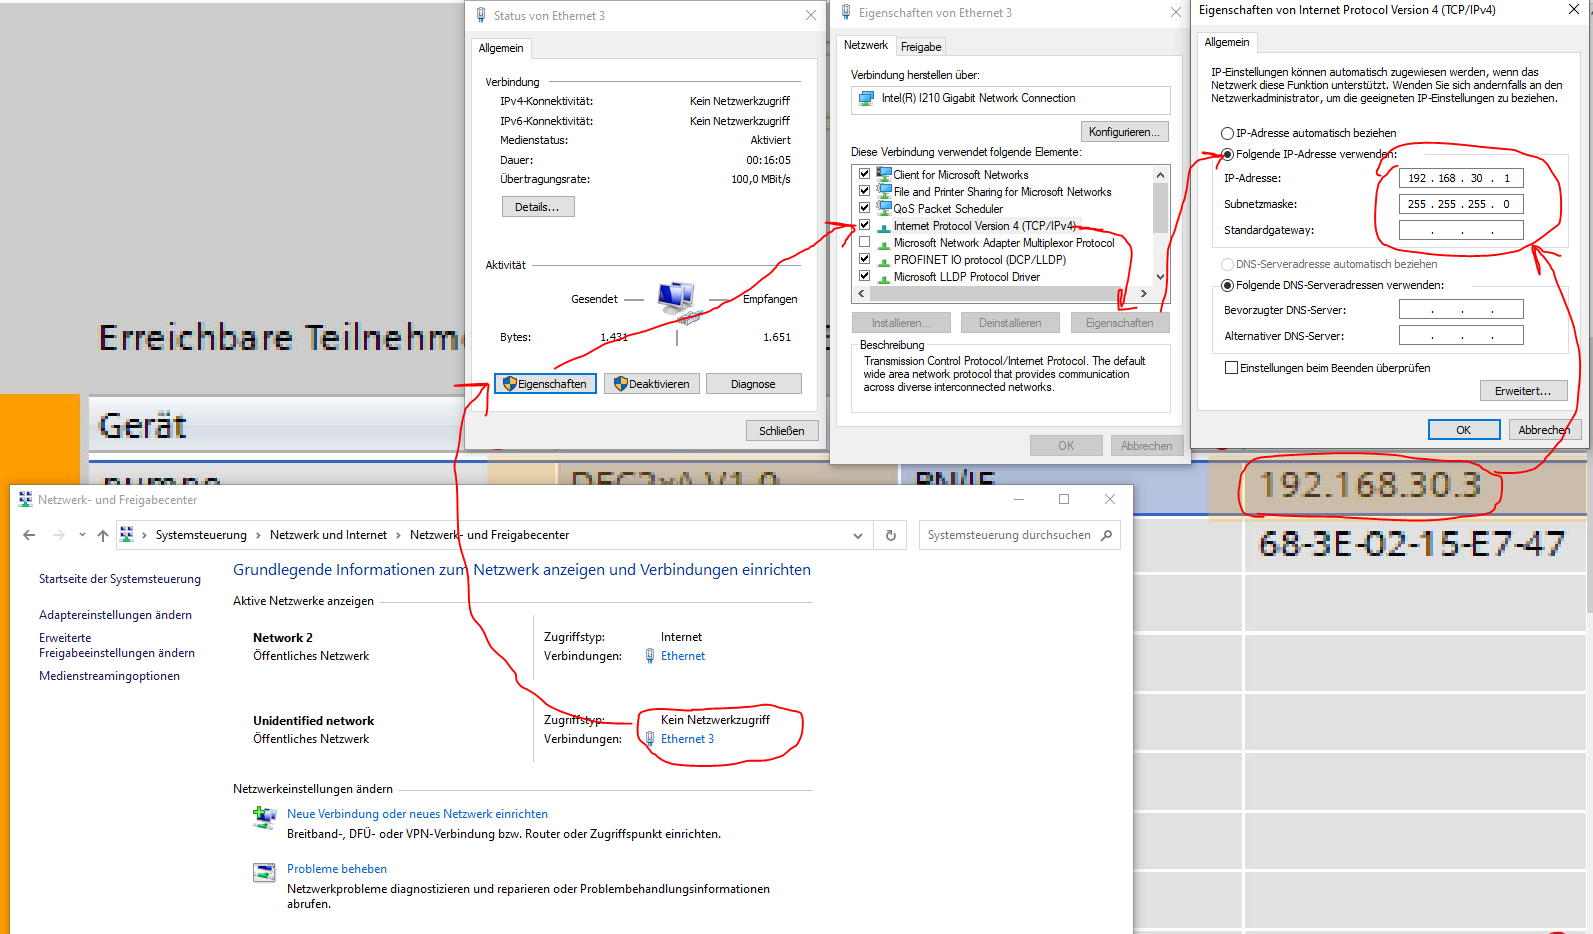 Status von Ethernet 3
Allgemein
Verbindung
IPv4-Konnektivität: Kein Netzwerkzugriff
IPv6-Konnektivität: Kein Netzwerkzugriff
Medienstatus: Aktiviert
Dauer: 00:16:05
Übertragungsrate: 100,0 MBit/s
Details...
Aktivität
Gesendet Empfangen
Bytes: 1.431 1.651
Eigenschaften Deaktivieren Diagnose
Schließen
Eigenschaften von Ethernet 3
Netzwerk Freigabe
Verbindung herstellen über:
Intel(R) I210 Gigabit Network Connection
Konfigurieren...
Diese Verbindung verwendet folgende Elemente:
Client for Microsoft Networks
File and Printer Sharing for Microsoft Networks
QoS Packet Scheduler
Internet Protocol Version 4 (TCP/IPv4)
Microsoft Network Adapter Multiplexor Protocol
PROFINET IO protocol (DCP/LLDP)
Microsoft LLDP Protocol Driver
Installieren... Deinstallieren Eigenschaften
Beschreibung
Transmission Control Protocol/Internet Protocol. The default
wide area network protocol that provides communication
across diverse interconnected networks.
OK Abbrechen
Eigenschaften von Internet Protocol Version 4 (TCP/IPv4)
Allgemein
IP-Einstellungen können automatisch zugewiesen werden, wenn das
Netzwerk diese Funktion unterstützt. Wenden Sie sich andernfalls an den
Netzwerkadministrator, um die geeigneten IP-Einstellungen zu beziehen.
IP-Adresse automatisch beziehen
Folgende IP-Adresse verwenden:
IP-Adresse: 192 . 168 . 30 . 1
Subnetzmaske: 255 . 255 . 255 . 0
Standardgateway: . . .
DNS-Serveradresse automatisch beziehen
Folgende DNS-Serveradressen verwenden:
Bevorzugter DNS-Server: . . .
Alternativer DNS-Server: . . .
Einstellungen beim Beenden überprüfen
Erweitert...
OK Abbrechen
Erreichbare Teilnehme
Gerät
PN/IE 192.168.30.3
68-3E-02-15-E7-47
Netzwerk- und Freigabecenter
Systemsteuerung › Netzwerk und Internet › Netzwerk- und Freigabecenter
Systemsteuerung durchsuchen
Startseite der Systemsteuerung
Adaptereinstellungen ändern
Erweiterte
Freigabeeinstellungen ändern
Medienstreamingoptionen
Grundlegende Informationen zum Netzwerk anzeigen und Verbindungen einrichten
Aktive Netzwerke anzeigen
Network 2 Zugriffstyp: Internet
Öffentliches Netzwerk Verbindungen: Ethernet
Unidentified network Zugriffstyp: Kein Netzwerkzugriff
Öffentliches Netzwerk Verbindungen: Ethernet 3
Netzwerkeinstellungen ändern
Neue Verbindung oder neues Netzwerk einrichten
Breitband-, DFÜ- oder VPN-Verbindung bzw. Router oder Zugriffspunkt einrichten.
Probleme beheben
Netzwerkprobleme diagnostizieren und reparieren oder Problembehandlungsinformationen
abrufen.